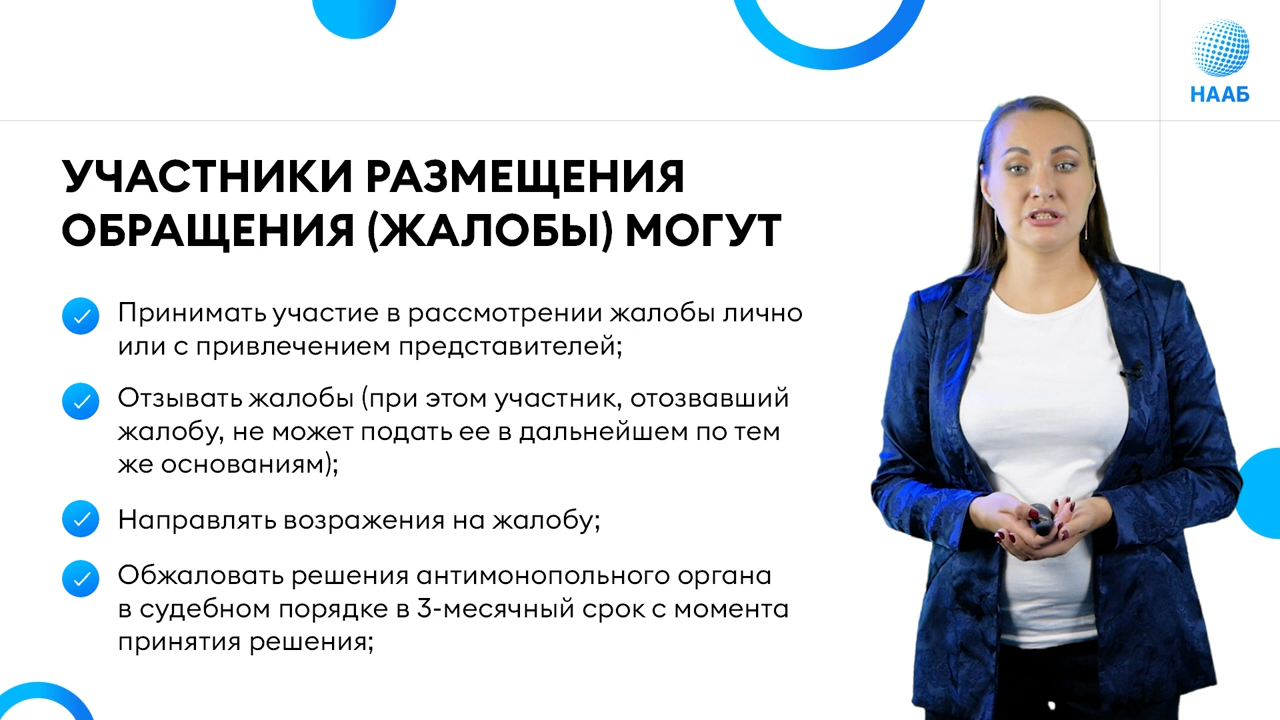 НААБ
УЧАСТНИКИ РАЗМЕЩЕНИЯ
ОБРАЩЕНИЯ (ЖАЛОБЫ) МОГУТ
Принимать участие в рассмотрении жалобы лично
или с привлечением представителей;
Отзывать жалобы (при этом участник, отозвавший
жалобу, не может подать ее в дальнейшем по тем
же основаниям);
Направлять возражения на жалобу;
Обжаловать решения антимонопольного органа
в судебном порядке в 3-месячный срок с момента
принятия решения;